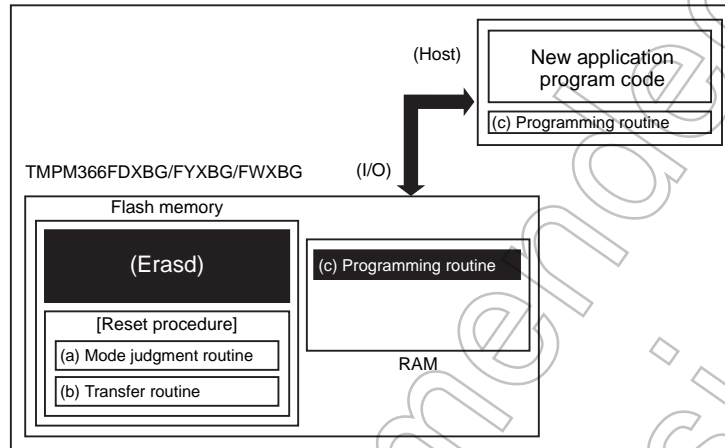 (Host)
New application
program code
(c) Programming routine
TMPM366FDXBG/FYXBG/FWXBG
(I/O)
Flash memory
(Erasd)
(c) Programming routine
[Reset procedure]
(a) Mode judgment routine
(b) Transfer routine
RAM